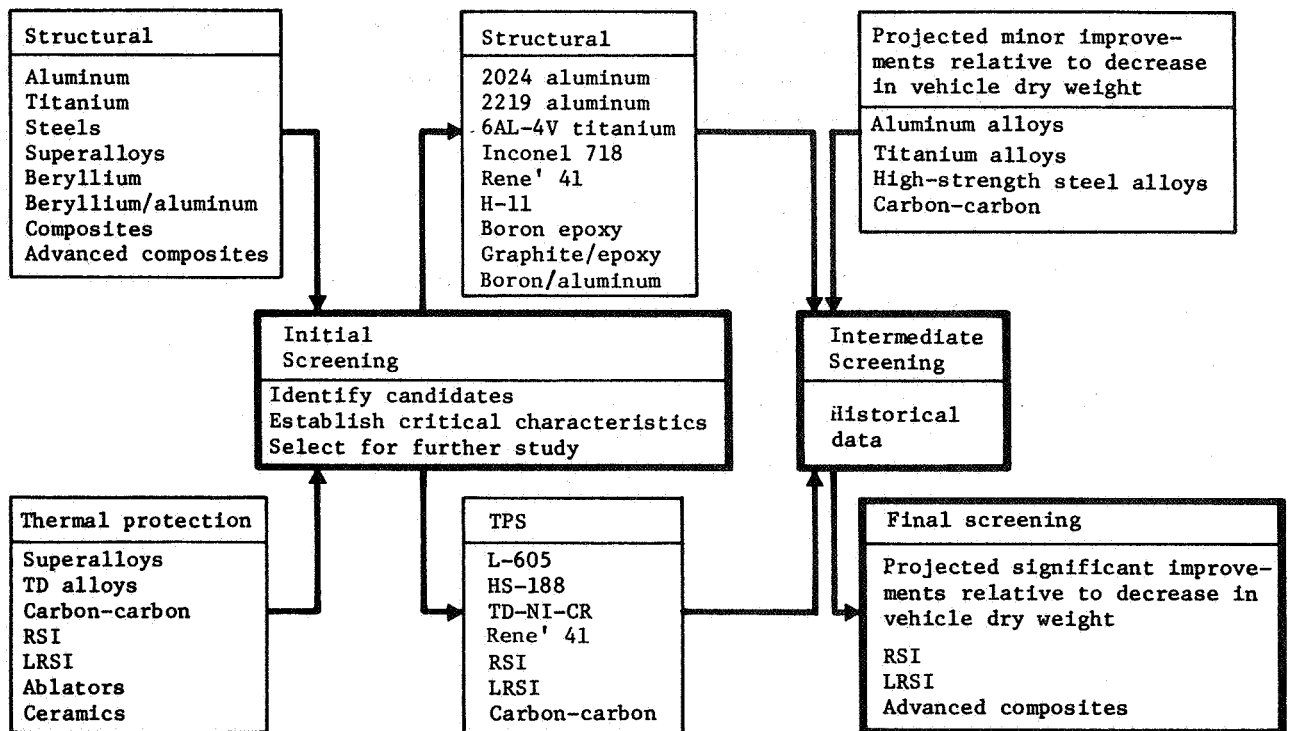 Structural
Aluminum
Titanium
Steels
Superalloys
Beryllium
Beryllium/aluminum
Composites
Advanced composites
Structural
2024 aluminum
2219 aluminum
6AL-4V titanium
Inconel 718
Rene' 41
H-11
Boron epoxy
Graphite/epoxy
Boron/aluminum
Projected minor improve-
ments relative to decrease
in vehicle dry weight
Aluminum alloys
Titanium alloys
High-strength steel alloys
Carbon-carbon
Initial
Screening
Identify candidates
Establish critical characteristics
Select for further study
Intermediate
Screening
Historical
data
Thermal protection
Superalloys
TD alloys
Carbon-carbon
RSI
LRSI
Ablators
Ceramics
TPS
L-605
HS-188
TD-NI-CR
Rene' 41
RSI
LRSI
Carbon-carbon
Final screening
Projected significant improve-
ments relative to decrease in
vehicle dry weight
RSI
LRSI
Advanced composites